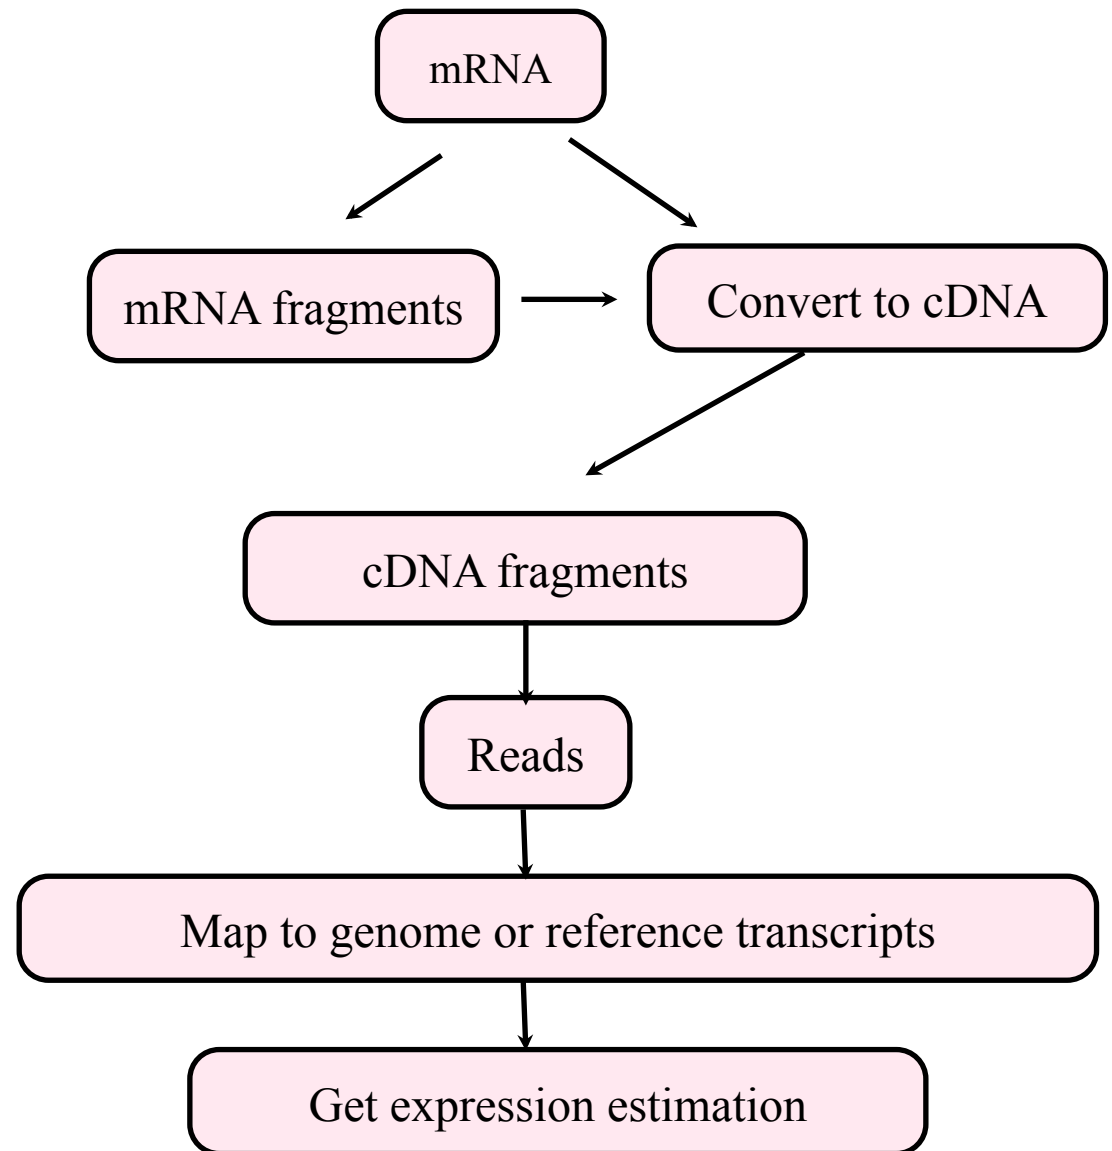 mRNA
mRNA fragments
Convert to cDNA
cDNA fragments
Reads
Map to genome or reference transcripts
Get expression estimation